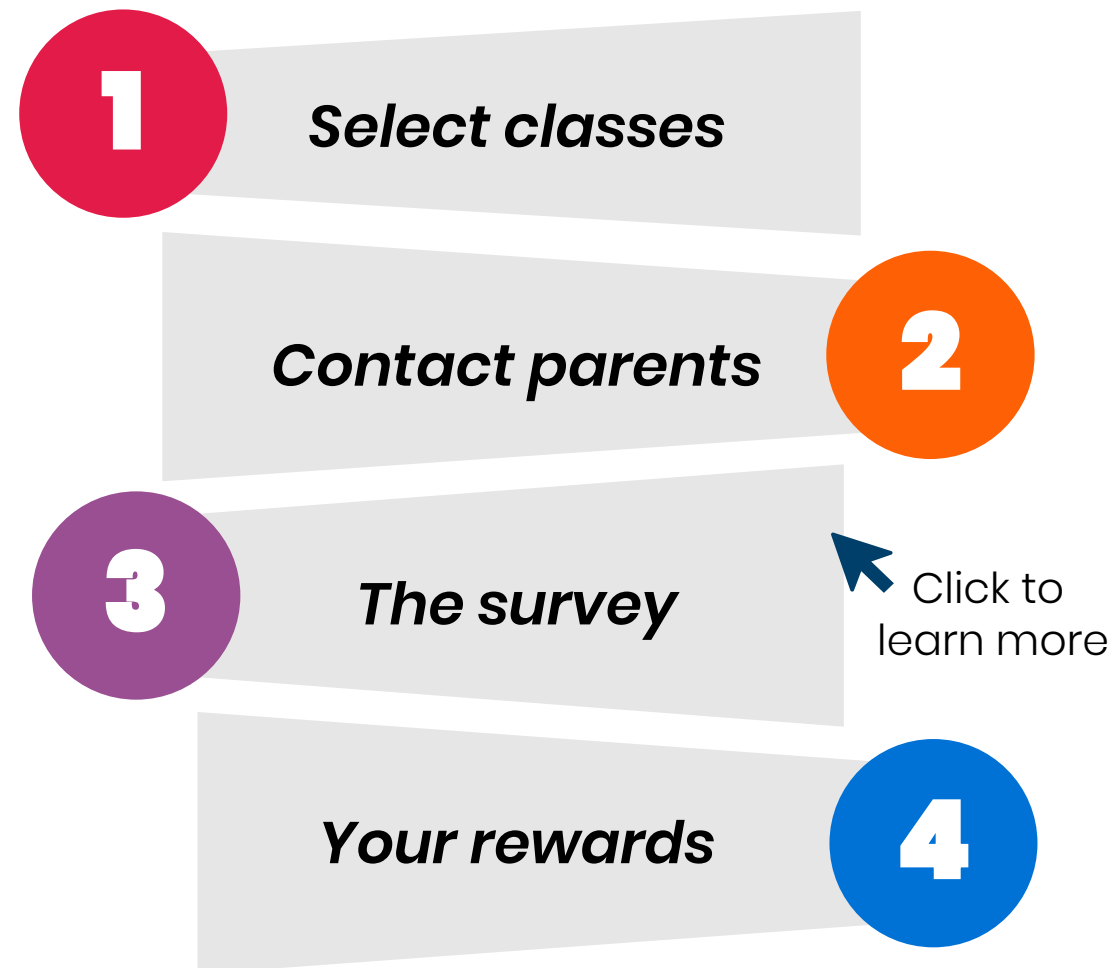 1
Select classes
Contact parents
2
3
The survey
Click to
learn more
Your rewards
4